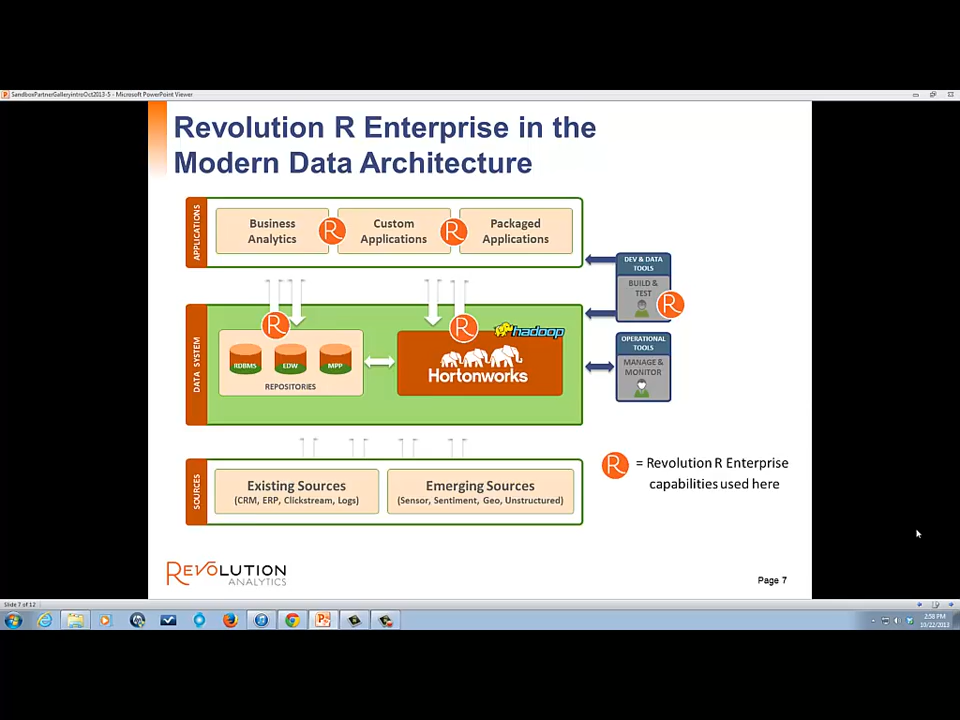 SandboxPartnerGalleryintroOct2013-5 - Microsoft PowerPoint Viewer
Revolution R Enterprise in the
Modern Data Architecture
APPLICATIONS
Business
Analytics
R
Custom
Applications
R
Packaged
Applications
DEV & DATA
TOOLS
BUILD &
TEST
R
DATA SYSTEM
R
RDBMS
EDW
MPP
REPOSITORIES
R
hadoop
Hortonworks
OPERATIONAL
TOOLS
MANAGE &
MONITOR
SOURCES
Existing Sources
(CRM, ERP, Clickstream, Logs)
Emerging Sources
(Sensor, Sentiment, Geo, Unstructured)
R
= Revolution R Enterprise
capabilities used here
REVOLUTION
ANALYTICS
Page 7
Slide 7 of 12
2:58 PM
10/22/2013